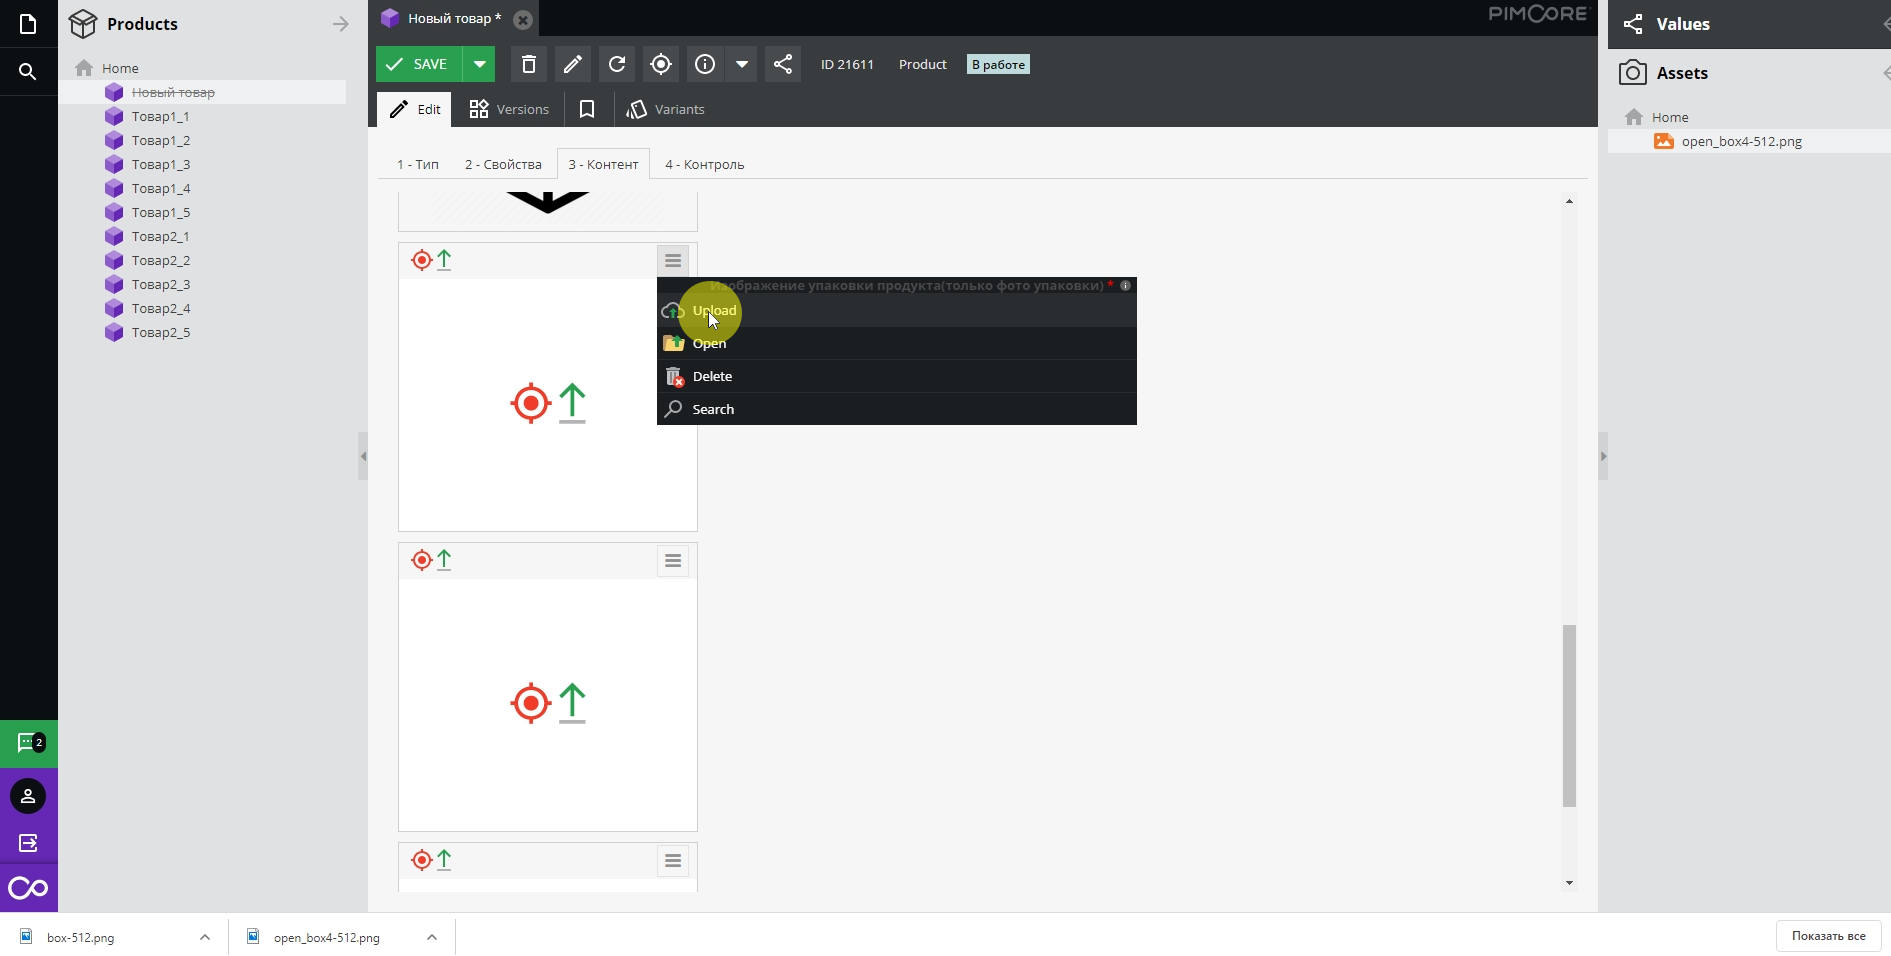 Products
Home
Новый товар
Товар1_1
Товар1_2
Товар1_3
Товар1_4
Товар1_5
Товар2_1
Товар2_2
Товар2_3
Товар2_4
Товар2_5
2
Новый товар *
PIMCORE
SAVE
ID 21611
Product
В работе
Edit
Versions
Variants
1 - Тип
2 - Свойства
3 - Контент
4 - Контроль
Изображение упаковки продукта(только фото упаковки) *
Upload
Open
Delete
Search
Values
Assets
Home
open_box4-512.png
box-512.png
open_box4-512.png
Показать все